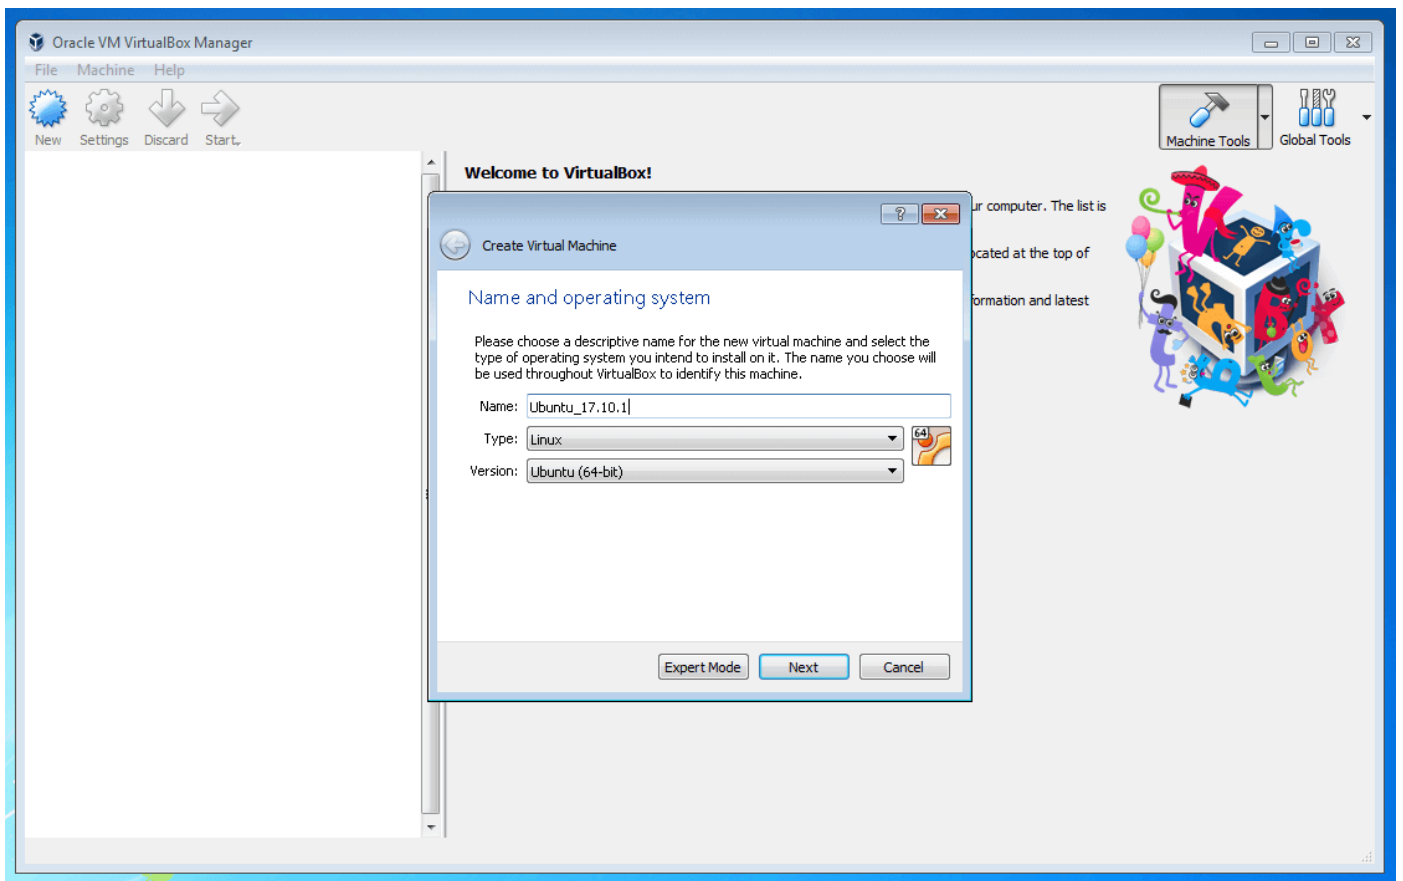 Oracle VM VirtualBox Manager
File Machine Help
New Settings Discard Start
Machine Tools Global Tools
Welcome to VirtualBox!
ur computer. The list is
ocated at the top of
ormation and latest
Create Virtual Machine
Name and operating system
Please choose a descriptive name for the new virtual machine and select the
type of operating system you intend to install on it. The name you choose will
be used throughout VirtualBox to identify this machine.
Name: Ubuntu_17.10.1
Type: Linux
64
Version: Ubuntu (64-bit)
Expert Mode Next Cancel